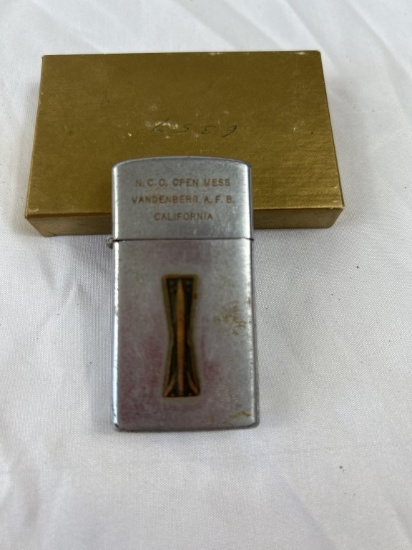 N.C.O. OPEN MESS
VANDENBERG, A.F.B.
CALIFORNIA